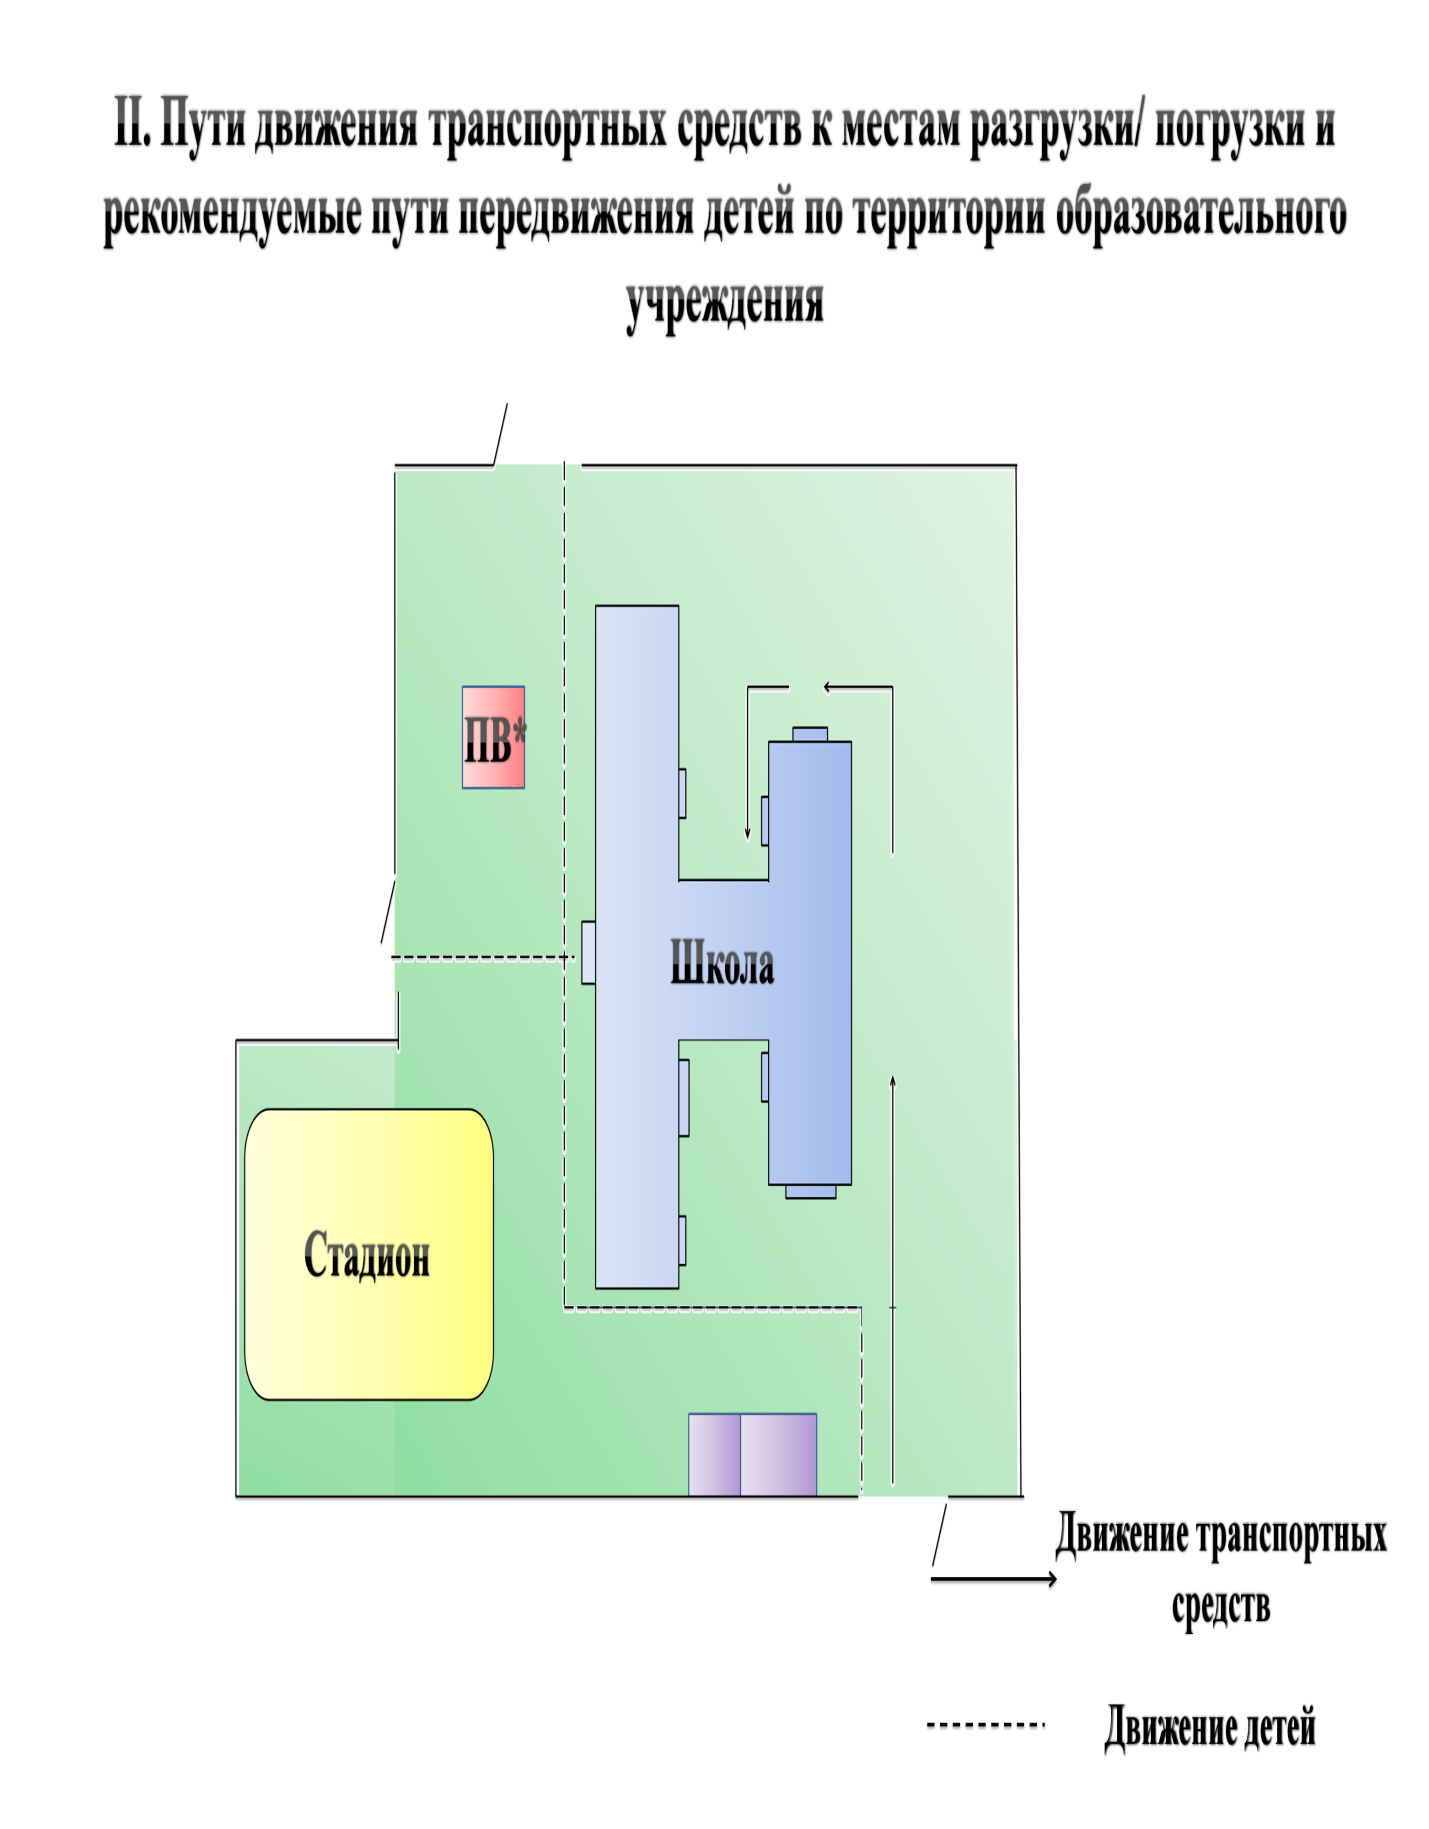 II. Пути движения транспортных средств к местам разгрузки/ погрузки и
рекомендуемые пути передвижения детей по территории образовательного
учреждения
ПВ*
Школа
Стадион
Движение транспортных
средств
Движение детей